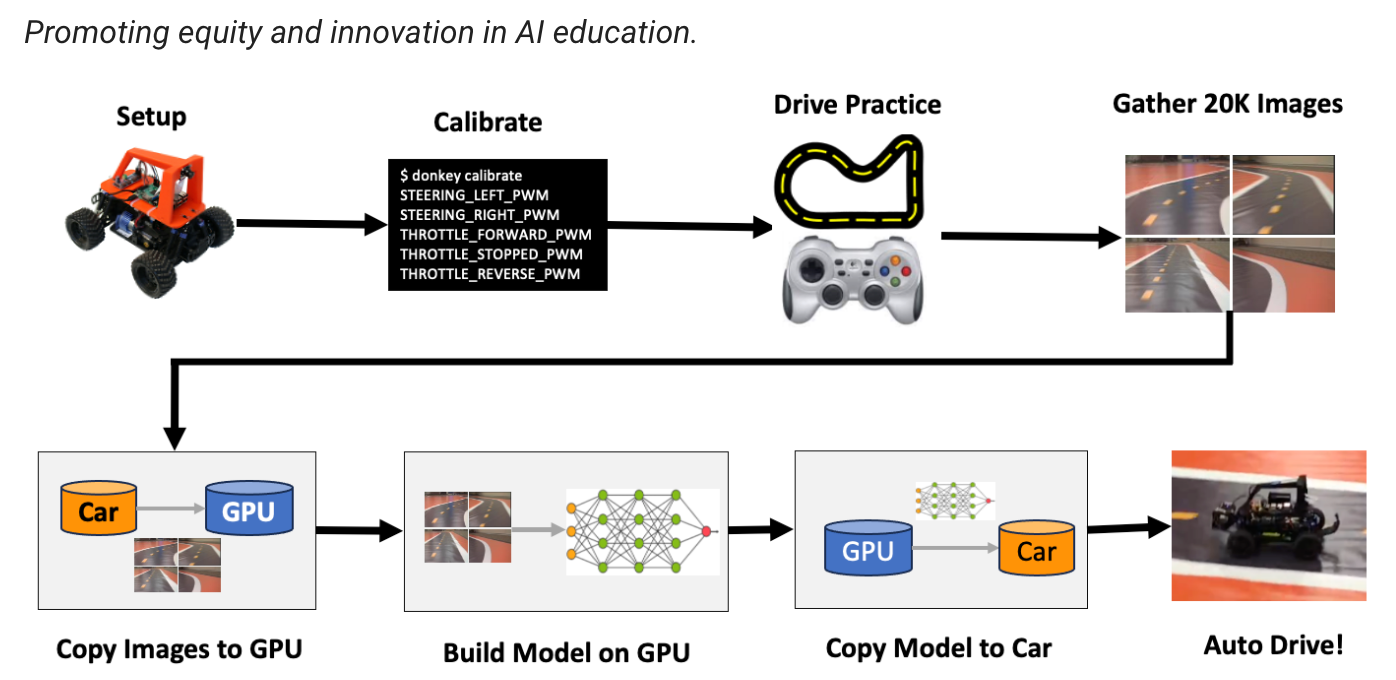 Promoting equity and innovation in AI education.
Setup
Calibrate
Drive Practice
Gather 20K Images
$ donkey calibrate
STEERING_LEFT_PWM
STEERING_RIGHT_PWM
THROTTLE_FORWARD_PWM
THROTTLE_STOPPED_PWM
THROTTLE_REVERSE_PWM
Car
GPU
GPU
Car
Copy Images to GPU
Build Model on GPU
Copy Model to Car
Auto Drive!